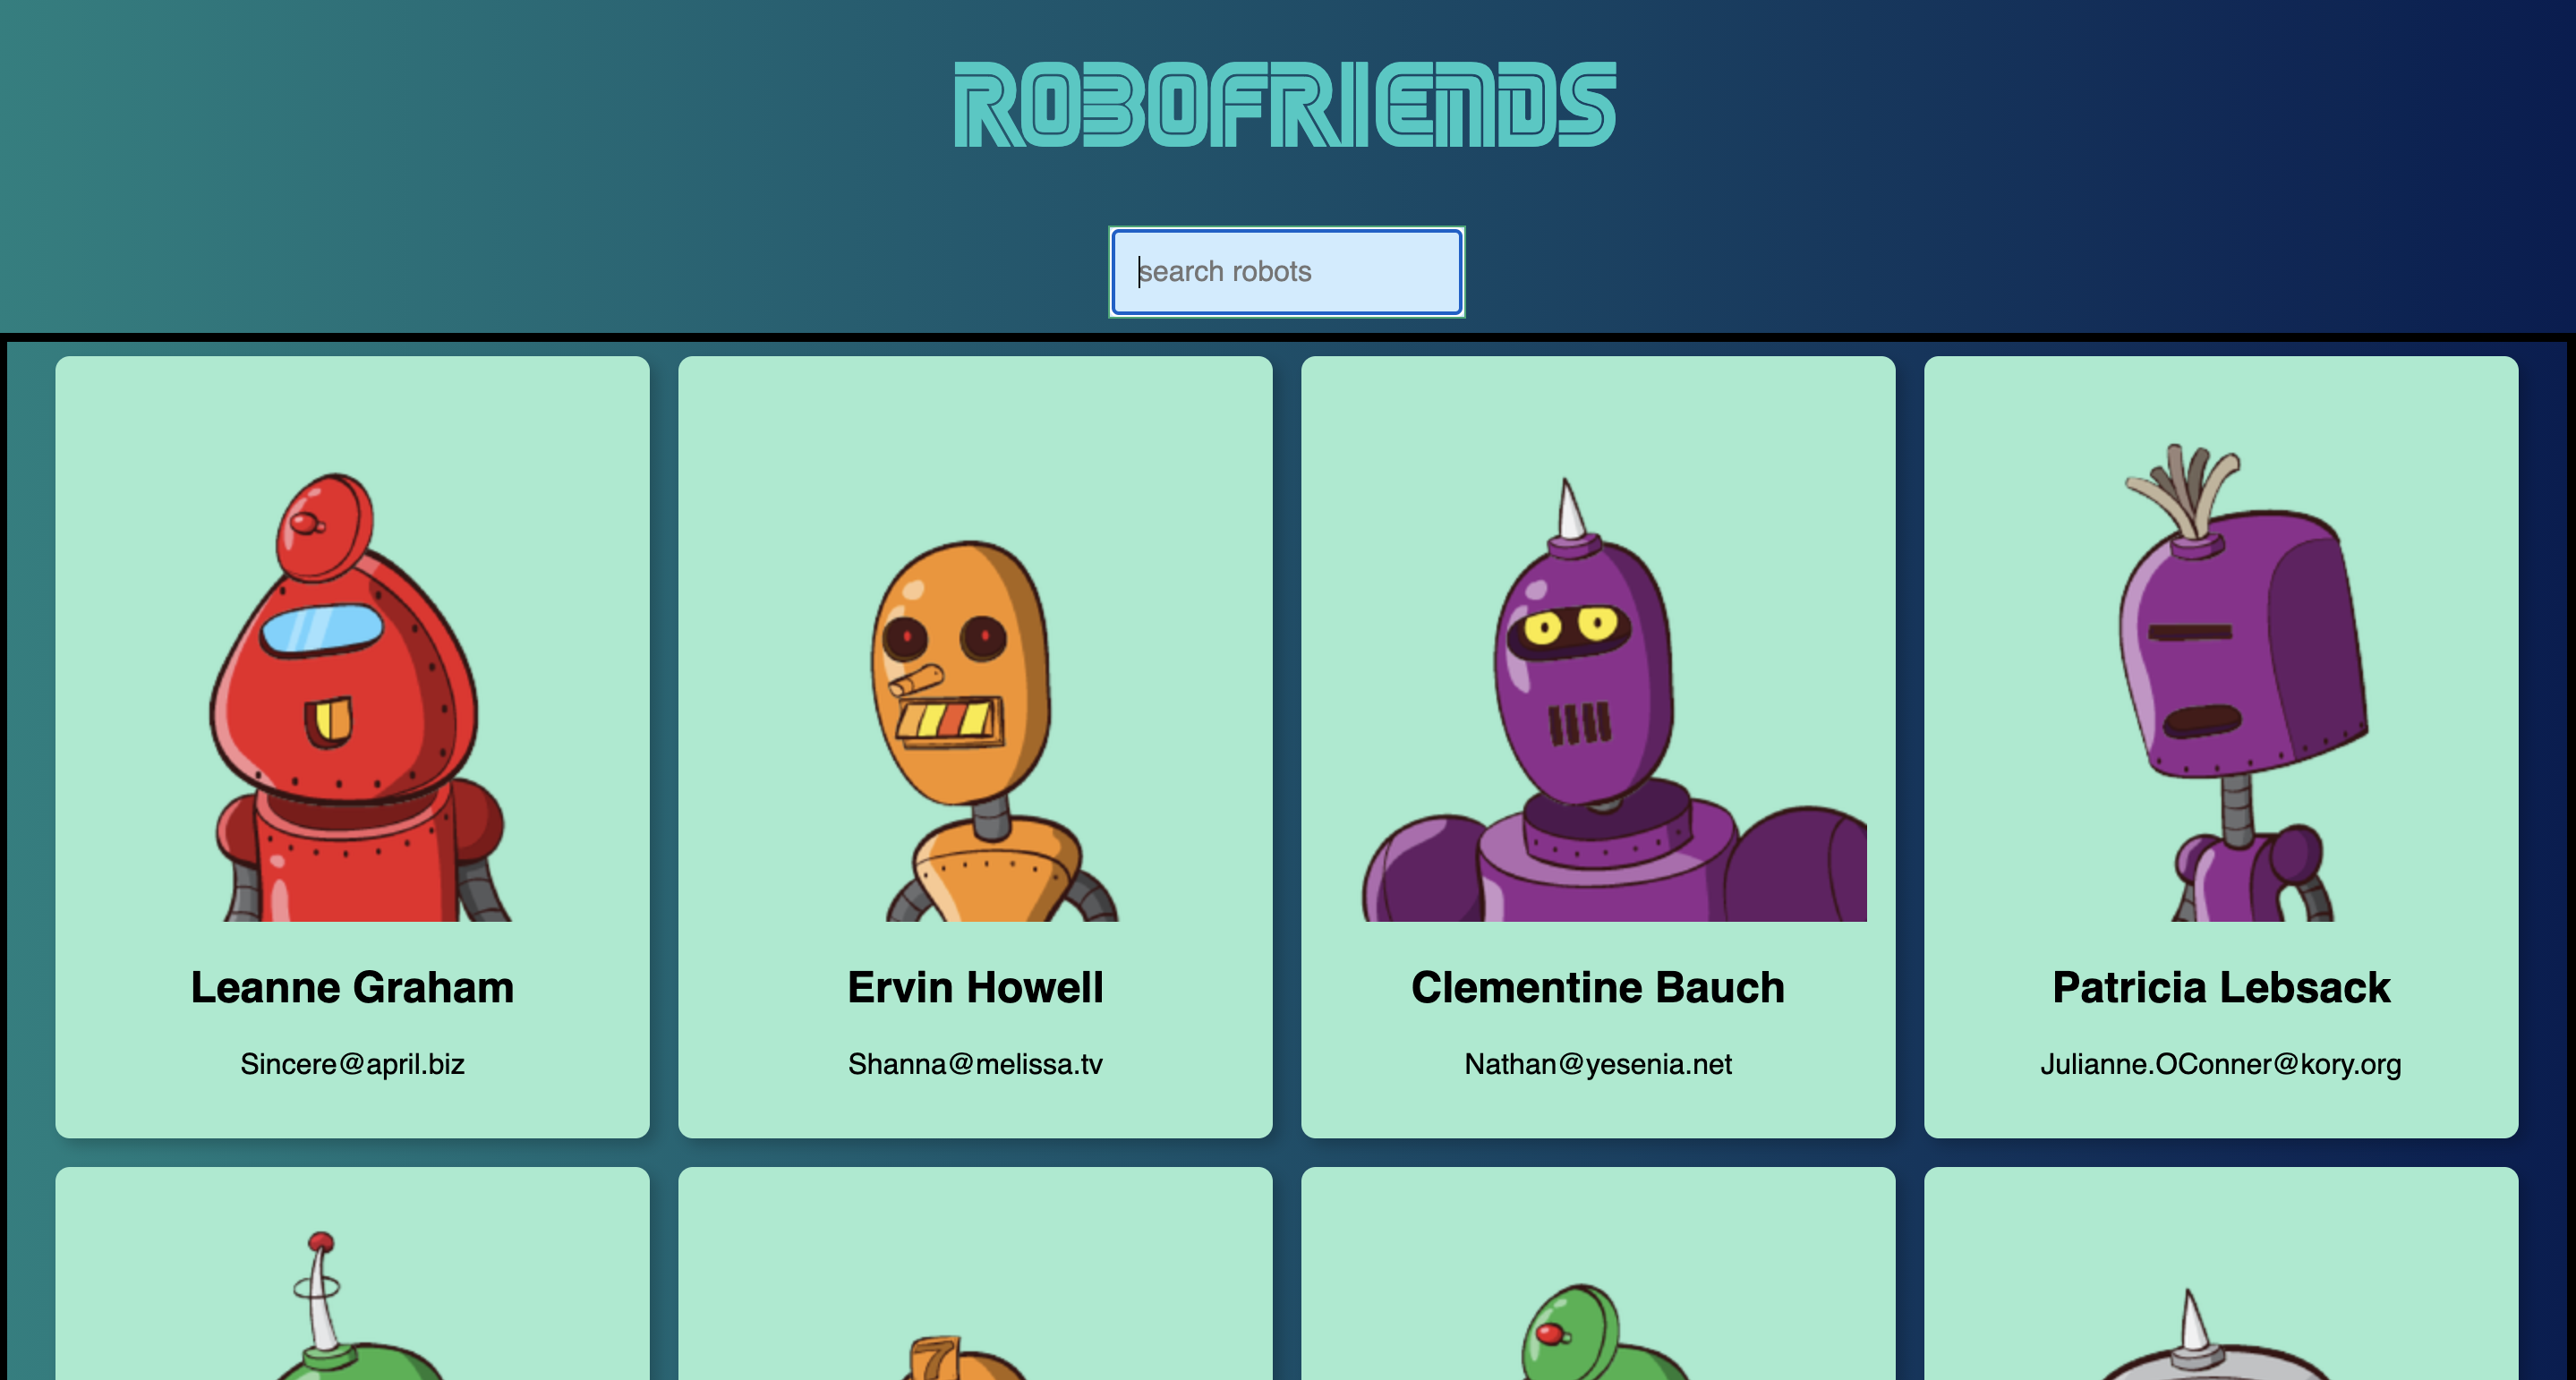 ROBOFRIENDS
search robots
Leanne Graham
Sincere@april.biz
Ervin Howell
Shanna@melissa.tv
Clementine Bauch
Nathan@yesenia.net
Patricia Lebsack
Julianne.OConner@kory.org
7